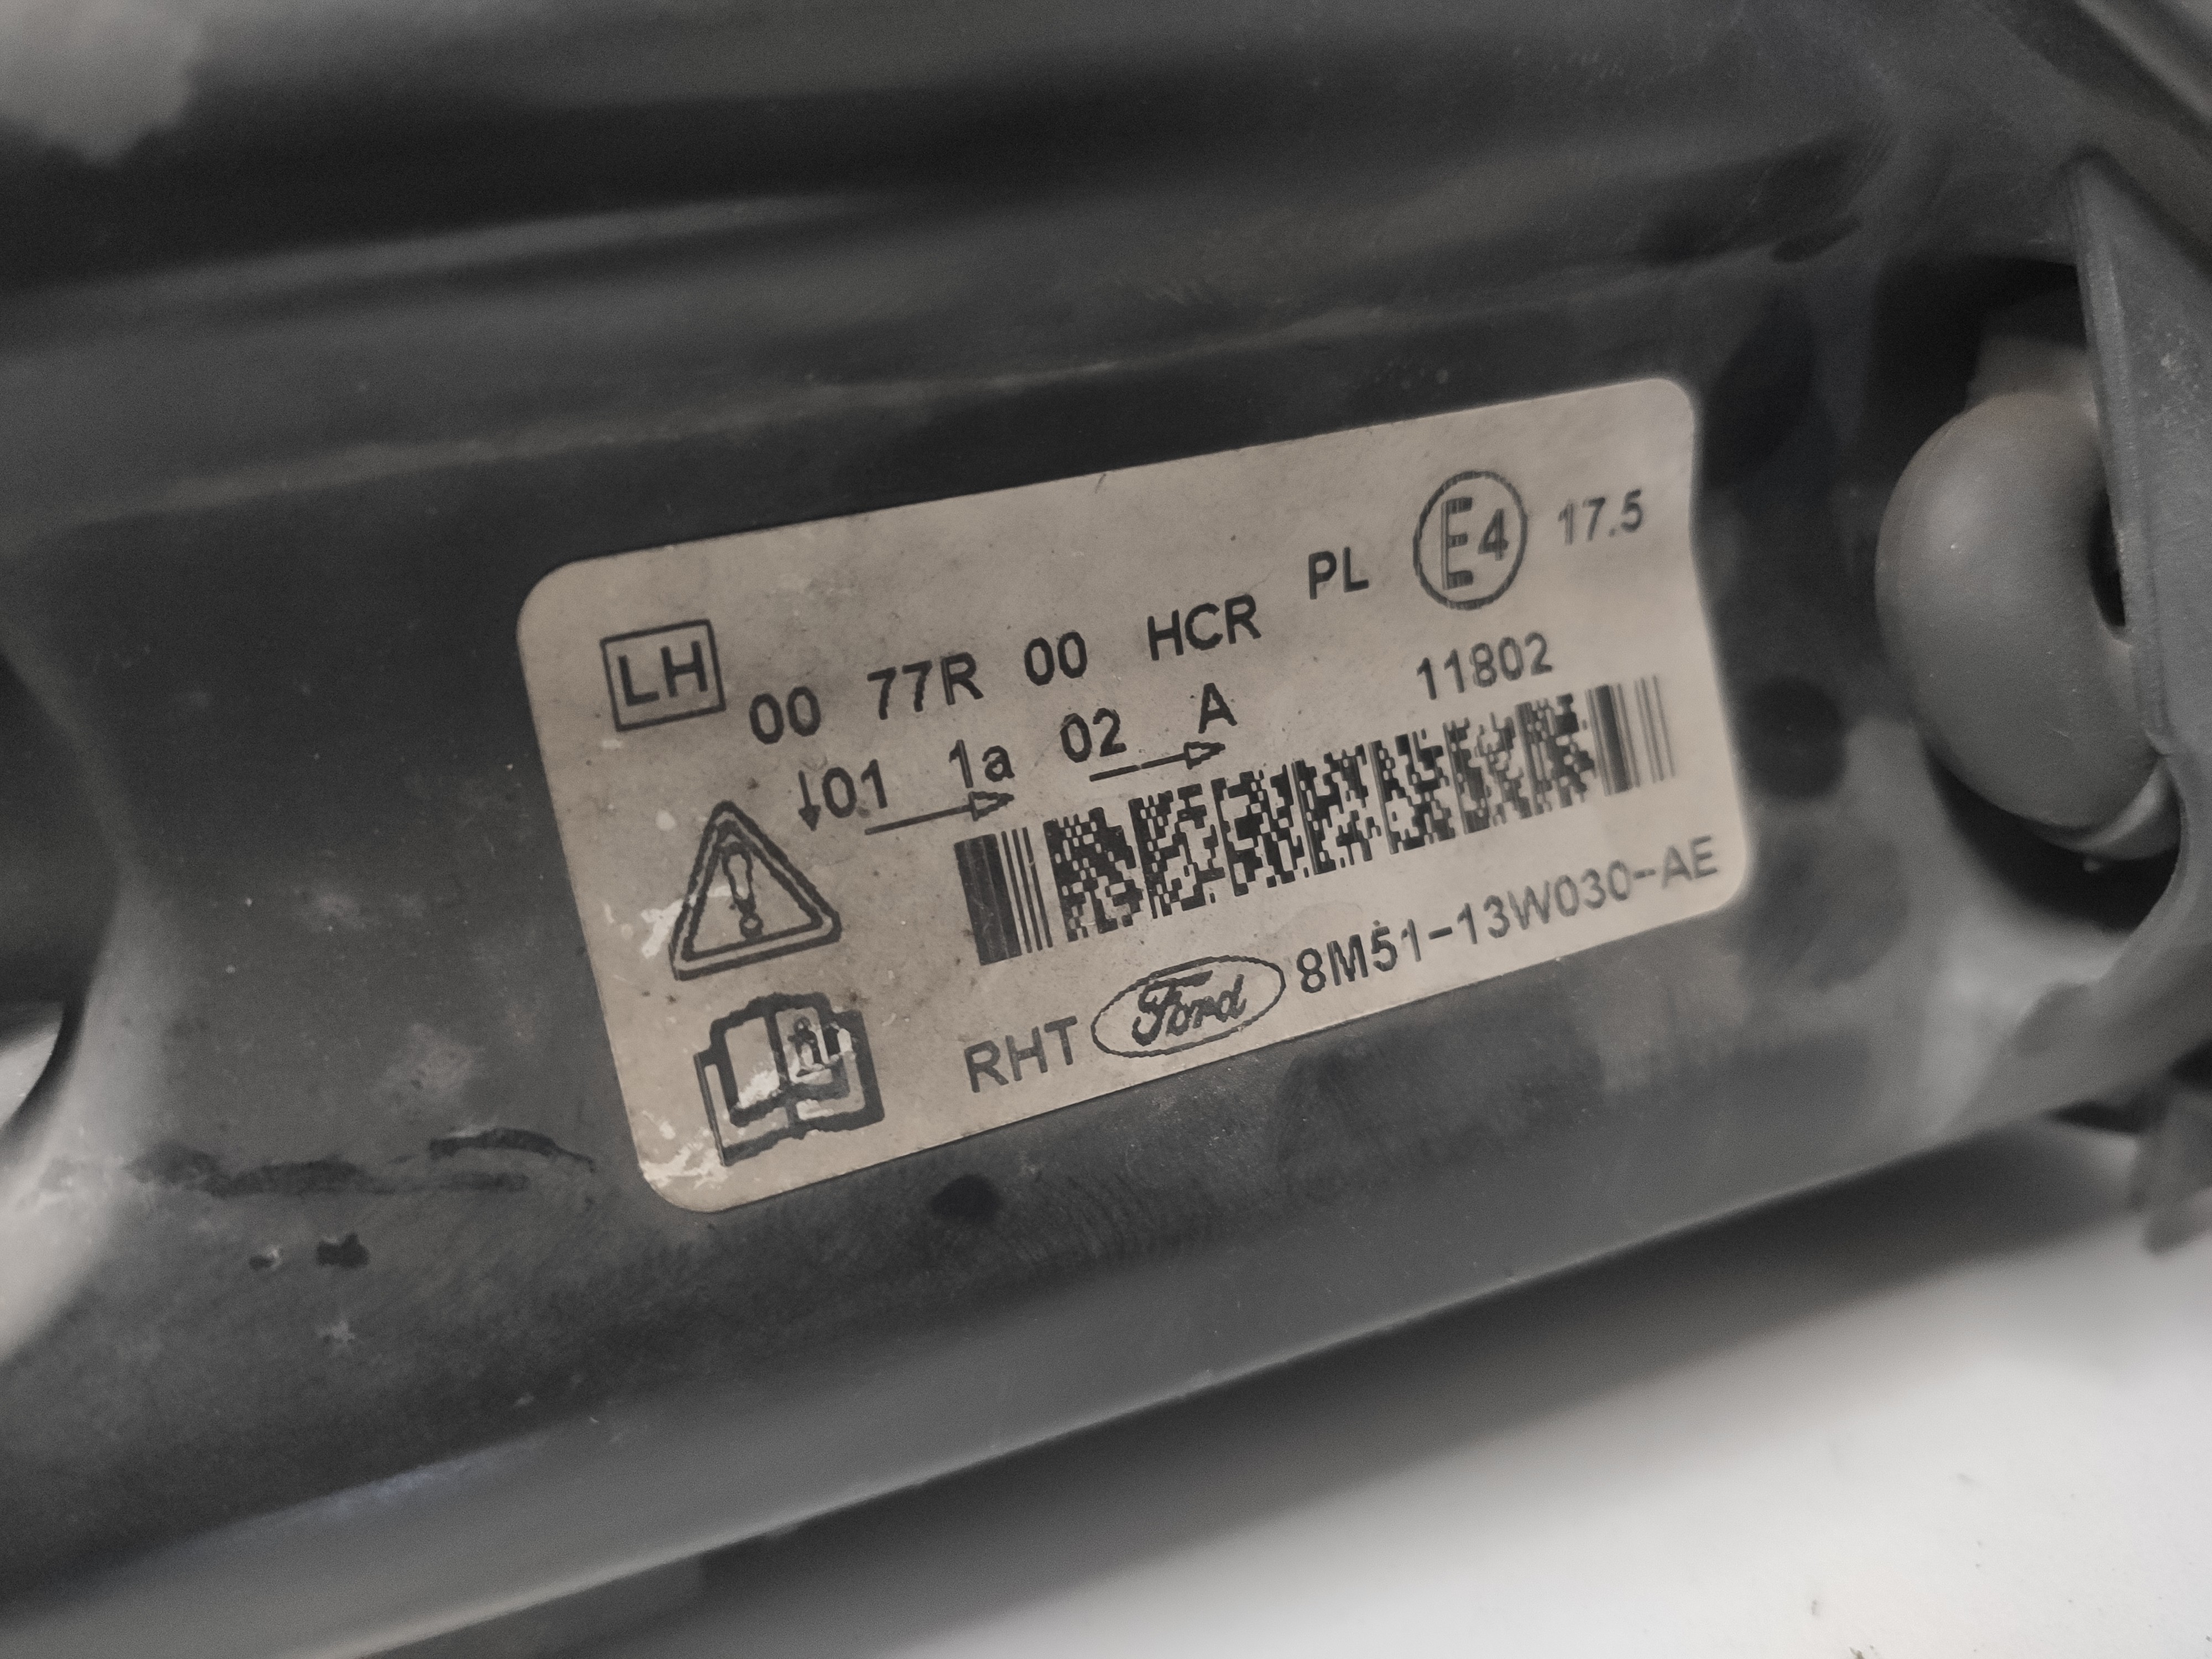 LH 00 77R 00 HCR PL E4 17.5
↓01 1a 02 A 11802
RHT Ford 8M51-13W030-AE